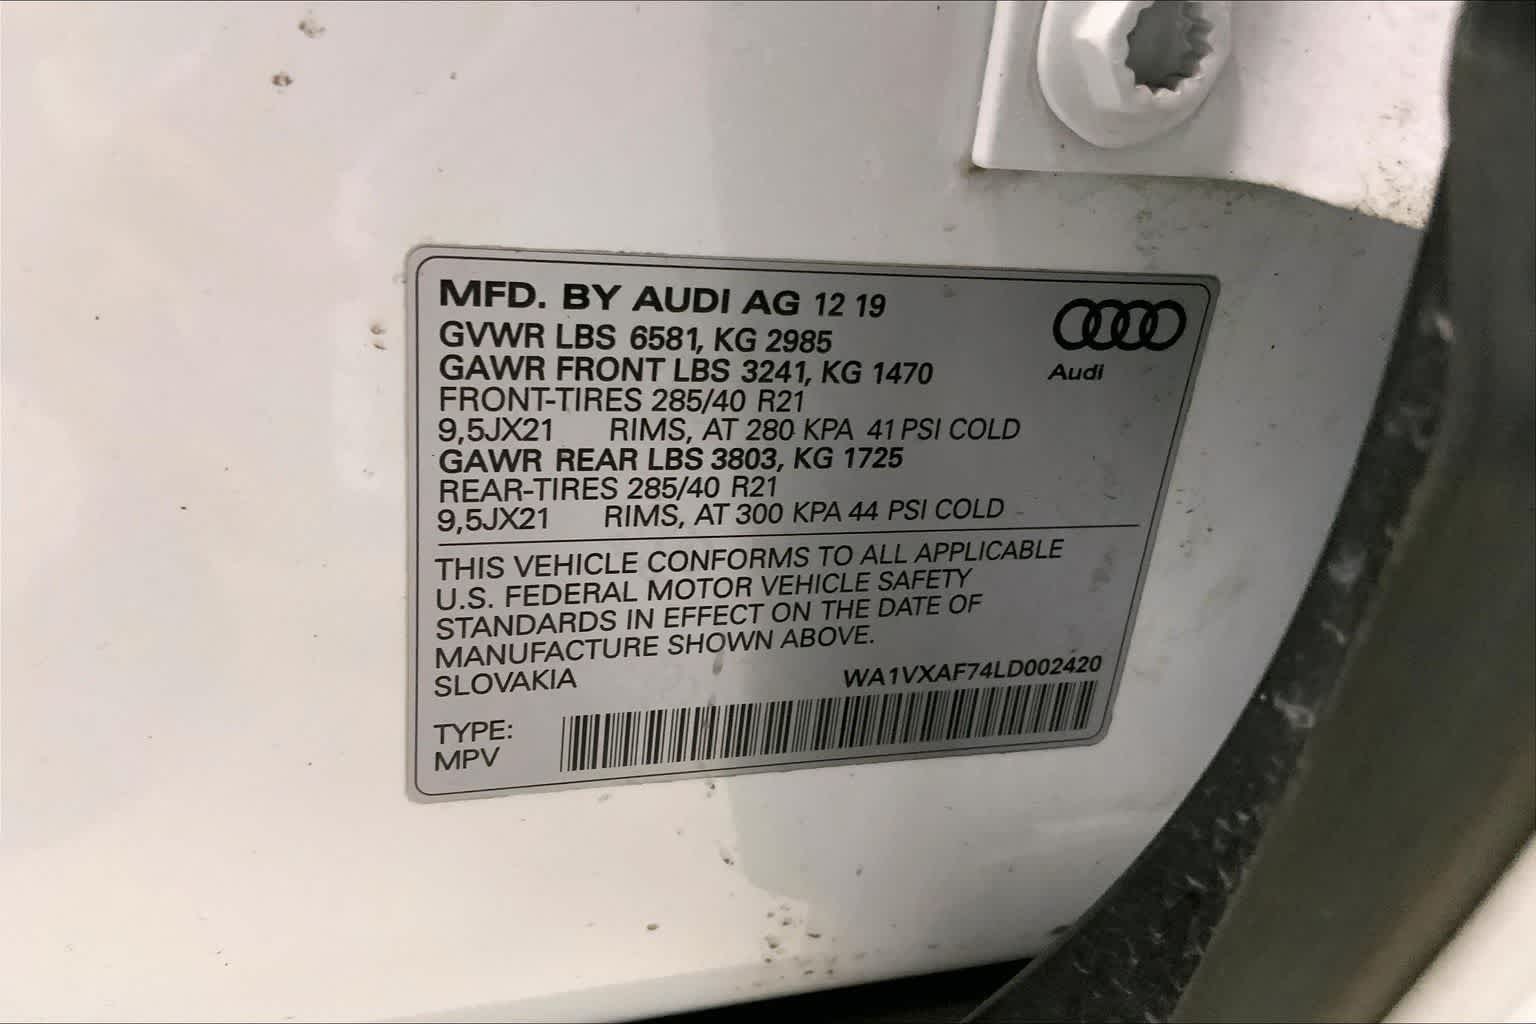 MFD. BY AUDI AG 12 19
GVWR LBS 6581, KG 2985
GAWR FRONT LBS 3241, KG 1470
FRONT-TIRES 285/40 R21
9,5JX21 RIMS, AT 280 KPA 41 PSI COLD
GAWR REAR LBS 3803, KG 1725
REAR-TIRES 285/40 R21
9,5JX21 RIMS, AT 300 KPA 44 PSI COLD
Audi
THIS VEHICLE CONFORMS TO ALL APPLICABLE
U.S. FEDERAL MOTOR VEHICLE SAFETY
STANDARDS IN EFFECT ON THE DATE OF
MANUFACTURE SHOWN ABOVE.
SLOVAKIA WA1VXAF74LD002420
TYPE:
MPV